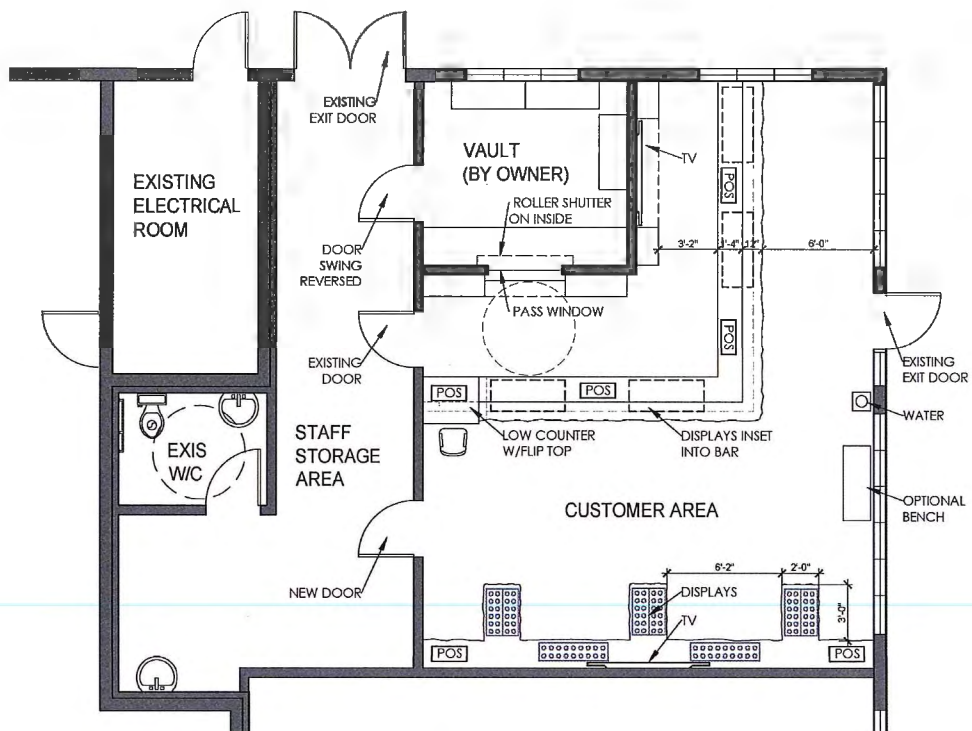 EXISTING
EXIT DOOR
VAULT
(BY OWNER)
TV
EXISTING
ELECTRICAL
ROOM
POS
ROLLER SHUTTER
ON INSIDE
DOOR
SWING
REVERSED
3'-2"
1'-4"
12"
6'-0"
PASS WINDOW
POS
EXISTING
DOOR
EXISTING
EXIT DOOR
POS
POS
WATER
LOW COUNTER
W/FLIP TOP
DISPLAYS INSET
INTO BAR
EXIS
W/C
STAFF
STORAGE
AREA
CUSTOMER AREA
OPTIONAL
BENCH
6'-2"
2'-0"
NEW DOOR
DISPLAYS
3'-0"
TV
POS
POS